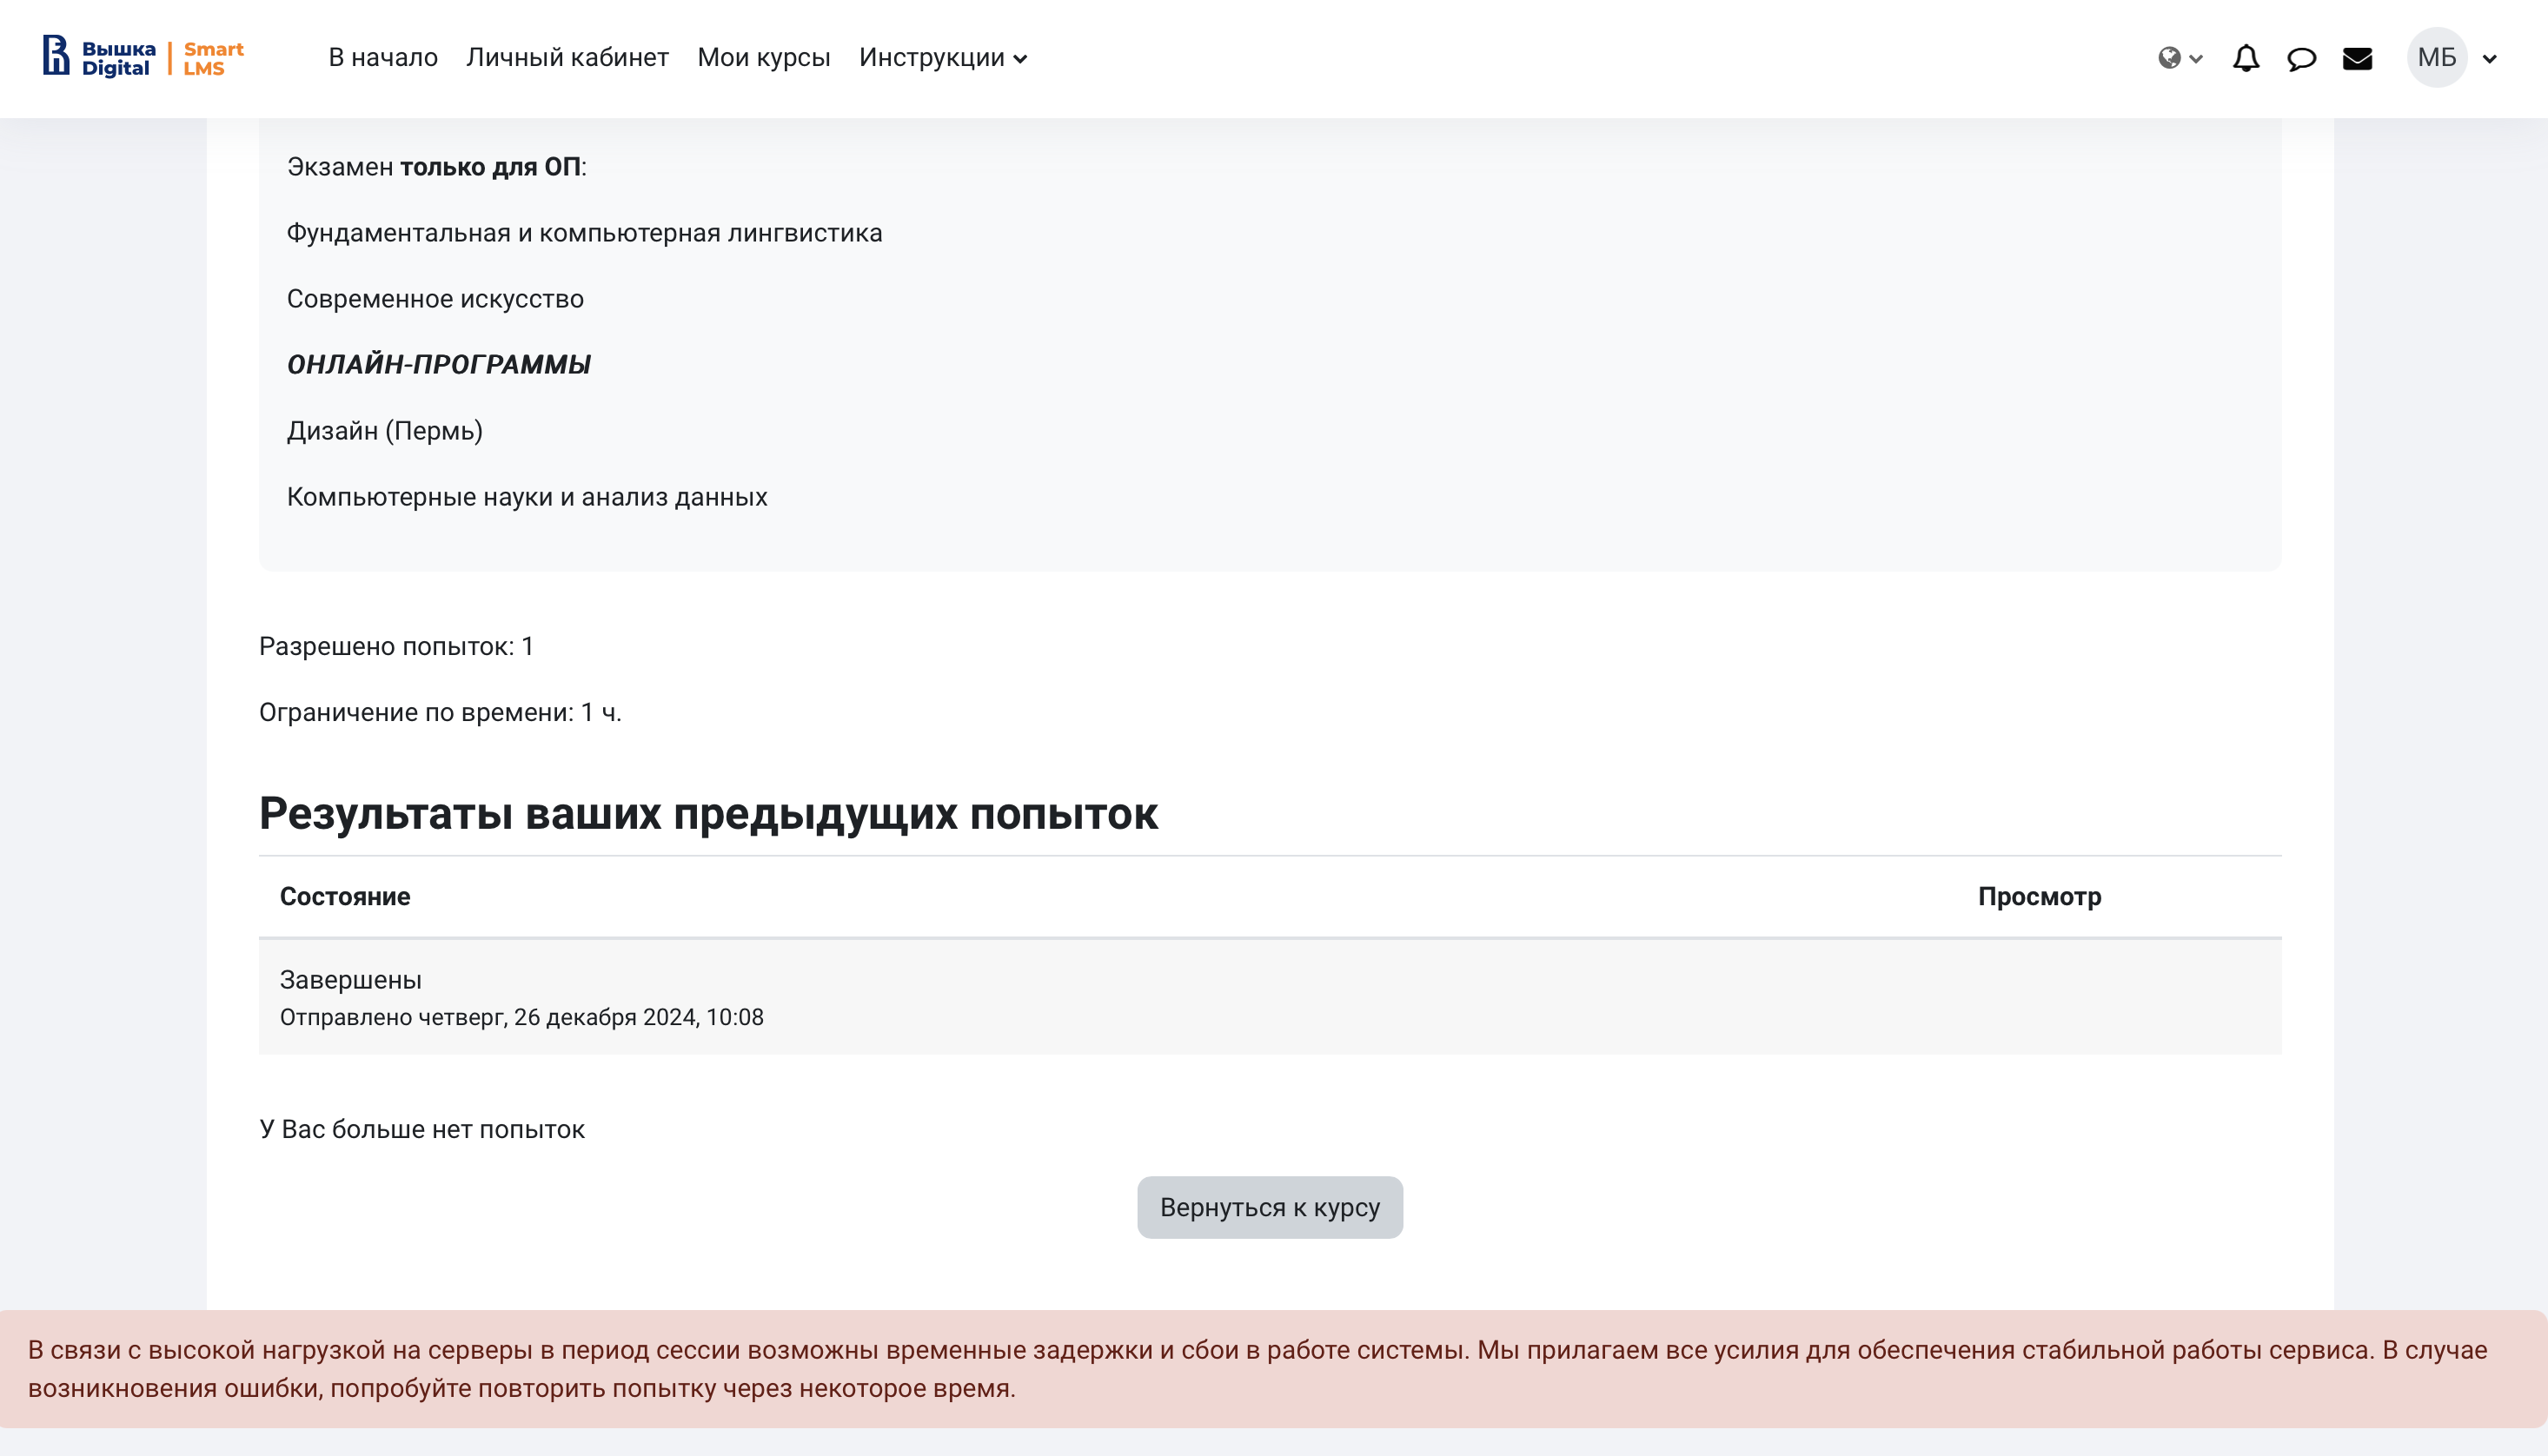 Вышка Digital | Smart LMS
В начало Личный кабинет Мои курсы Инструкции МБ
Экзамен только для ОП:
Фундаментальная и компьютерная лингвистика
Современное искусство
ОНЛАЙН-ПРОГРАММЫ
Дизайн (Пермь)
Компьютерные науки и анализ данных
Разрешено попыток: 1
Ограничение по времени: 1 ч.
Результаты ваших предыдущих попыток
Состояние Просмотр
Завершены
Отправлено четверг, 26 декабря 2024, 10:08
У Вас больше нет попыток
Вернуться к курсу
В связи с высокой нагрузкой на серверы в период сессии возможны временные задержки и сбои в работе системы. Мы прилагаем все усилия для обеспечения стабильной работы сервиса. В случае
возникновения ошибки, попробуйте повторить попытку через некоторое время.